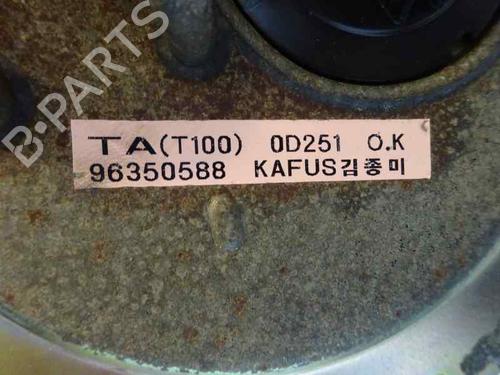 B-PARTS
TA(T100) 0D251 O.K
96350588 KAFUS김종미